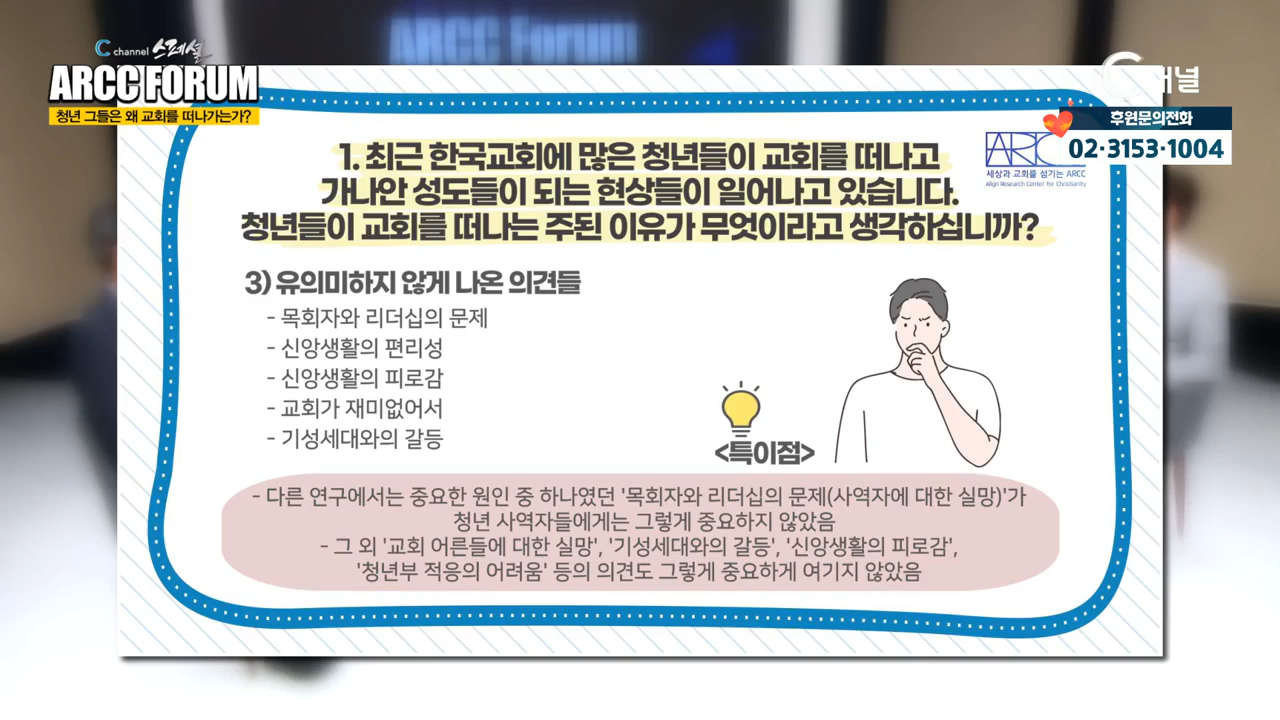 C channel 스페셜
ARCC FORUM
청년 그들은 왜 교회를 떠나가는가?
ARCC Forum
후원문의전화
02·3153·1004
세상과 교회를 섬기는 ARCC
Align Research Center for Christianity
1. 최근 한국교회에 많은 청년들이 교회를 떠나고
개나안 성도들이 되는 현상들이 일어나고 있습니다.
청년들이 교회를 떠나는 주된 이유가 무엇이라고 생각하십니까?
3) 유의미하지 않게 나온 의견들
- 목회자와 리더십의 문제
- 신앙생활의 편리성
- 신앙생활의 피로감
- 교회가 재미없어서
- 기성세대와의 갈등
<특이점>
- 다른 연구에서는 중요한 원인 중 하나였던 '목회자와 리더십의 문제(사역자에 대한 실망)'가
청년 사역자들에게는 그렇게 중요하지 않았음
- 그 외 '교회 어른들에 대한 실망', '기성세대와의 갈등', '신앙생활의 피로감',
'청년부 적응의 어려움' 등의 의견도 그렇게 중요하게 여기지 않았음